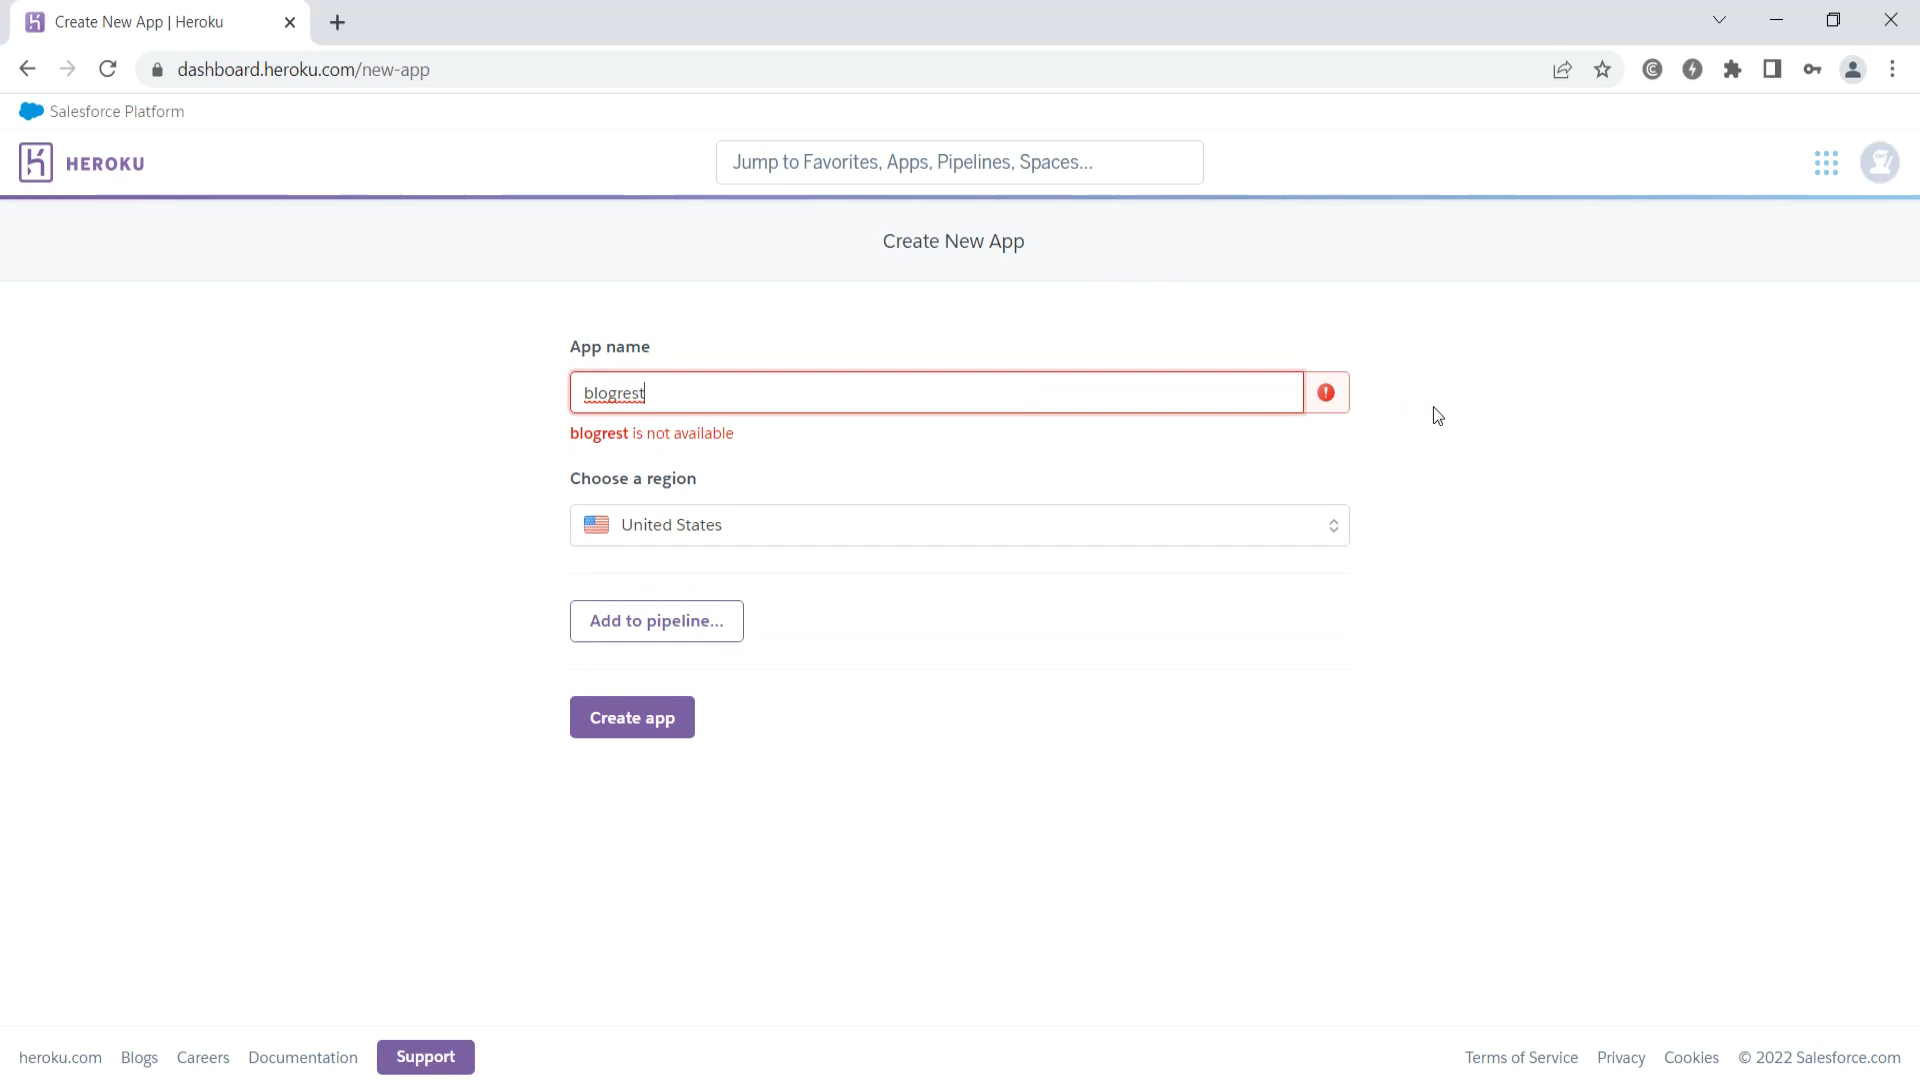 Create New App | Heroku
dashboard.heroku.com/new-app
Salesforce Platform
HEROKU
Jump to Favorites, Apps, Pipelines, Spaces...
Create New App
App name
blogrest
blogrest is not available
Choose a region
United States
Add to pipeline...
Create app
heroku.com Blogs Careers Documentation Support Terms of Service Privacy Cookies © 2022 Salesforce.com